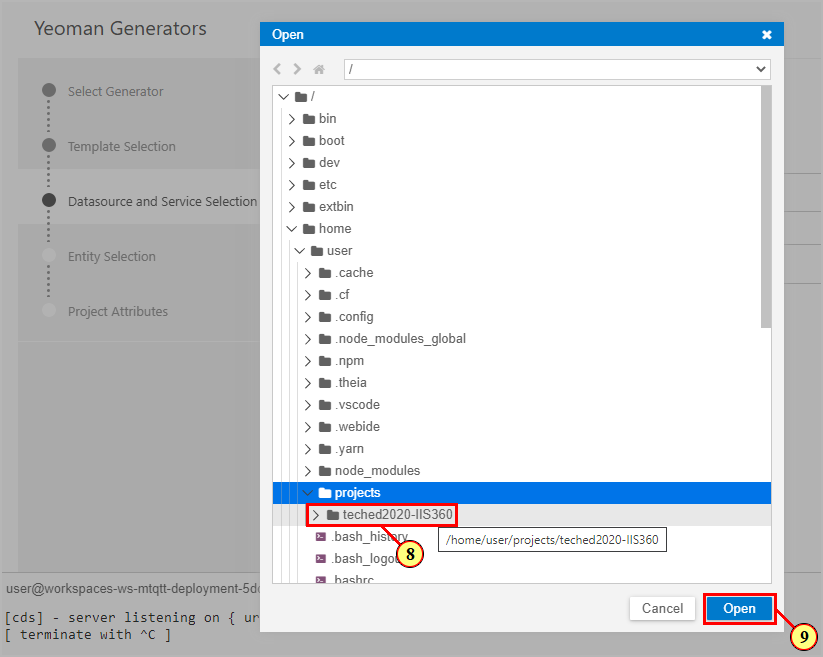 Yeoman Generators
Select Generator
Template Selection
Datasource and Service Selection
Entity Selection
Project Attributes
Open
/
/
bin
boot
dev
etc
extbin
home
user
.cache
.cf
.config
.node_modules_global
.npm
.theia
.vscode
.webide
.yarn
node_modules
projects
teched2020-IIS360
.bash_history
8
/home/user/projects/teched2020-IIS360
.bash_logou
.bashrc
Cancel
Open
9
user@workspaces-ws-mtqtt-deployment-5dc
[cds] - server listening on { ur
[ terminate with ^C ]